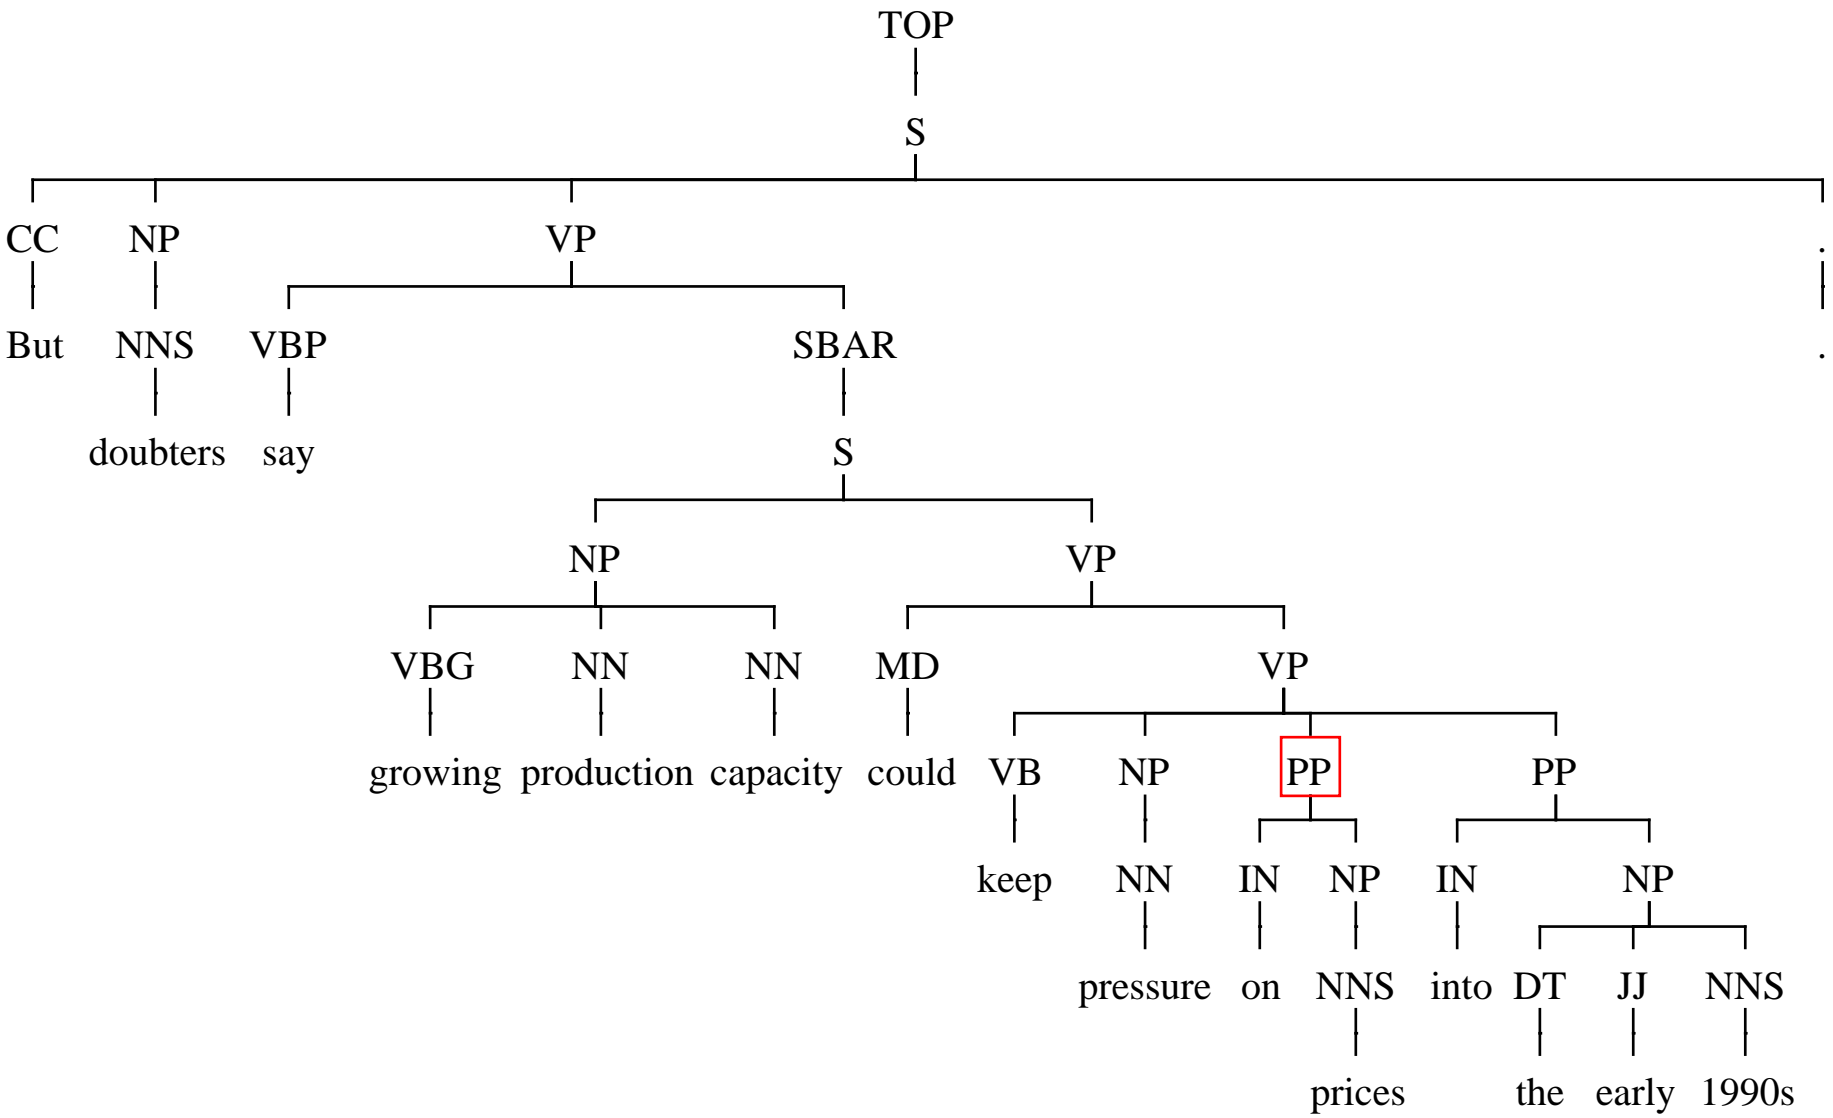 TOP
S
CC NP VP .
But NNS VBP SBAR .
doubters say S
NP VP
VBG NN NN MD VP
growing production capacity could VB NP PP PP
keep NN IN NP IN NP
pressure on NNS into DT JJ NNS
prices the early 1990s